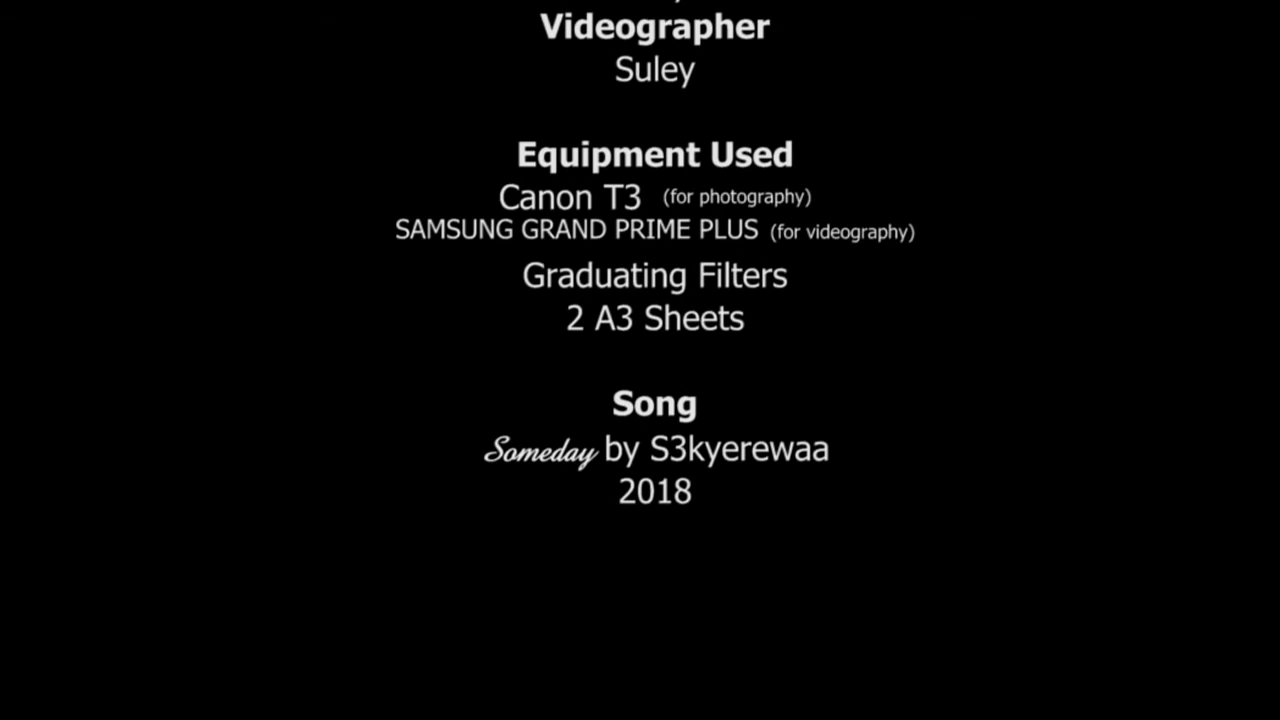 Videographer
Suley
Equipment Used
Canon T3 (for photography)
SAMSUNG GRAND PRIME PLUS (for videography)
Graduating Filters
2 A3 Sheets
Song
Someday by S3kyerewaa
2018